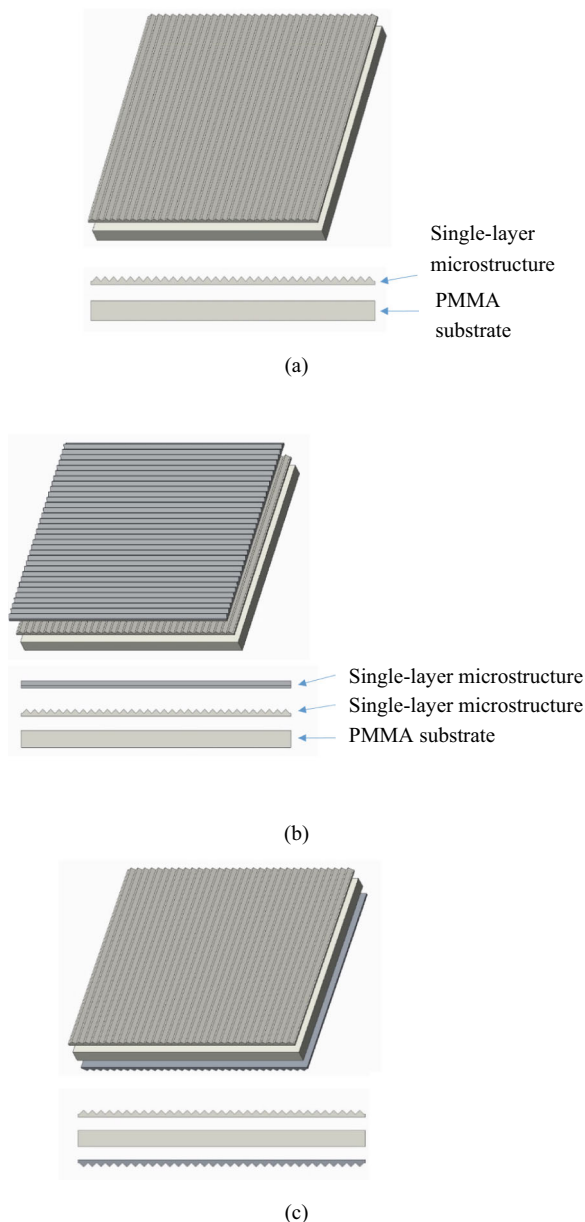 Single-layer
microstructure
PMMA
substrate
(a)
Single-layer microstructure
Single-layer microstructure
PMMA substrate
(b)
(c)